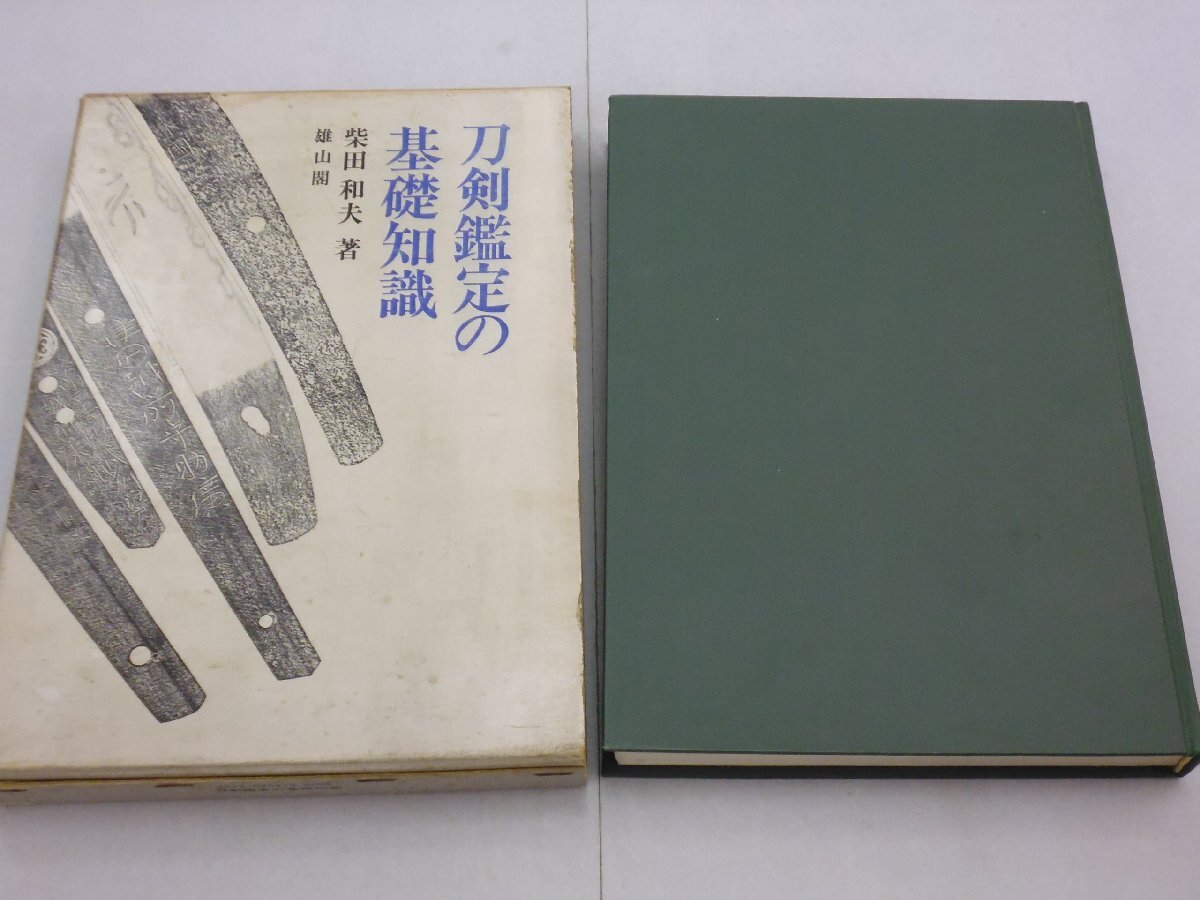 刀剣鑑定の
基礎知識
柴田和夫 著
雄山閣